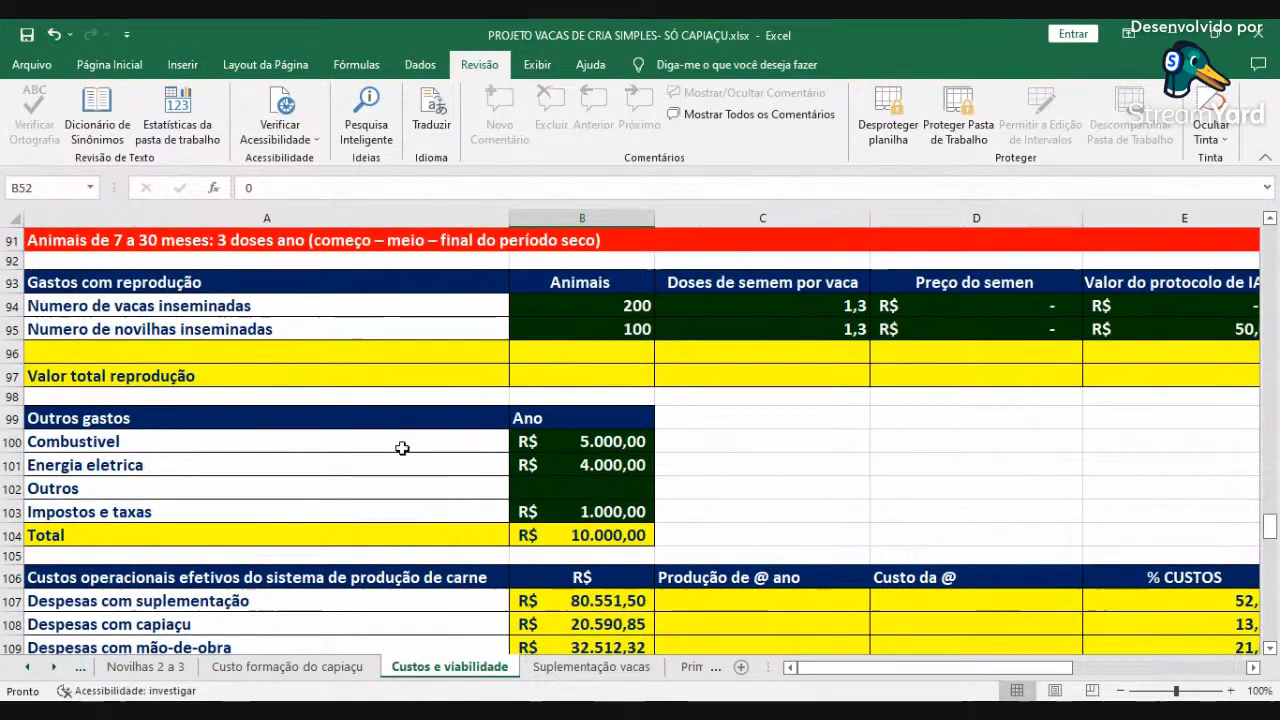 Desenvolvido por
PROJETO VACAS DE CRIA SIMPLES- SÓ CAPIAÇU.xlsx - Excel
Entrar
StreamYard
Arquivo Página Inicial Inserir Layout da Página Fórmulas Dados Revisão Exibir Ajuda Diga-me o que você deseja fazer
Verificar Ortografia
Dicionário de Sinônimos
Estatísticas da pasta de trabalho
Verificar Acessibilidade
Pesquisa Inteligente
Traduzir
Novo Comentário
Excluir Anterior Próximo
Mostrar/Ocultar Comentário
Mostrar Todos os Comentários
Desproteger planilha
Proteger Pasta de Trabalho
Permitir a Edição de Intervalos
Descompartilhar Pasta de Trabalho
Ocultar Tinta
Revisão de Texto Acessibilidade Ideias Idioma Comentários Proteger Tinta
B52 fx 0
A B C D E
91 Animais de 7 a 30 meses: 3 doses ano (começo – meio – final do período seco)
92
93 Gastos com reprodução Animais Doses de semem por vaca Preço do semen Valor do protocolo de IA
94 Numero de vacas inseminadas 200 1,3 R$ - R$ -
95 Numero de novilhas inseminadas 100 1,3 R$ - R$ 50,
96
97 Valor total reprodução
98
99 Outros gastos Ano
100 Combustivel R$ 5.000,00
101 Energia eletrica R$ 4.000,00
102 Outros
103 Impostos e taxas R$ 1.000,00
104 Total R$ 10.000,00
105
106 Custos operacionais efetivos do sistema de produção de carne R$ Produção de @ ano Custo da @ % CUSTOS
107 Despesas com suplementação R$ 80.551,50 52,
108 Despesas com capiaçu R$ 20.590,85 13,
109 Despesas com mão-de-obra R$ 32.512,32 21,
... Novilhas 2 a 3 Custo formação do capiaçu Custos e viabilidade Suplementação vacas Prim ...
Pronto Acessibilidade: investigar 100%